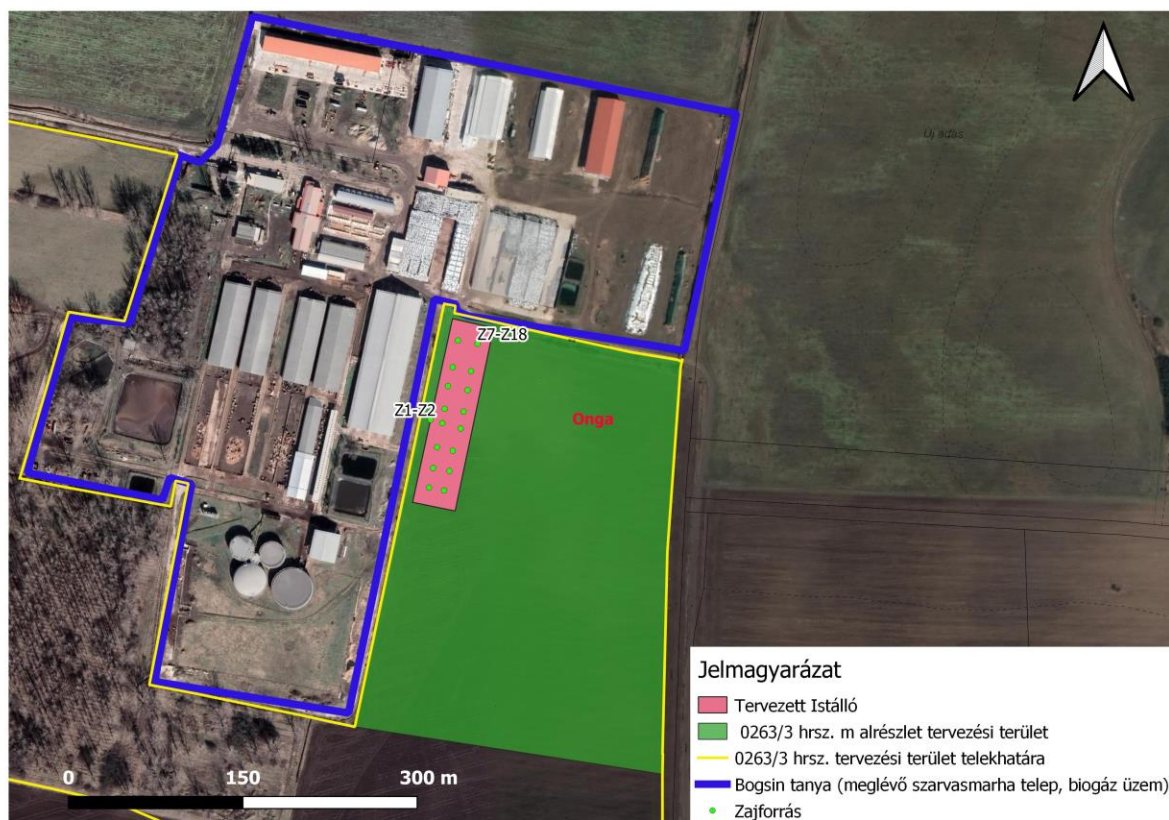 Új adás
Z7-Z18
Z1-Z2
Onga
Jelmagyarázat
Tervezett Istálló
0263/3 hrsz. m alrészlet tervezési terület
0263/3 hrsz. tervezési terület telekhatára
Bogsin tanya (meglévő szarvasmarha telep, biogáz üzem)
Zajforrás
0 150 300 m